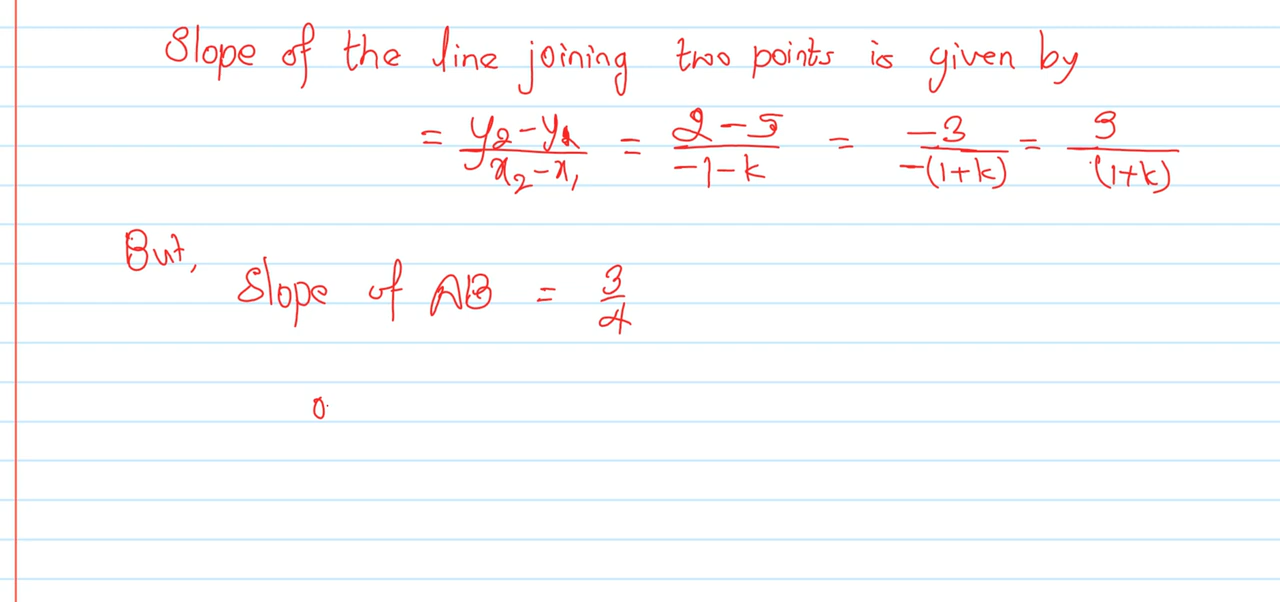 Slope of the line joining two points is given by
= y₂-y₁/x₂-x₁ = 2-5/-1-k = -3/-(1+k) = 3/(1+k)
But,
Slope of AB = 3/4
o